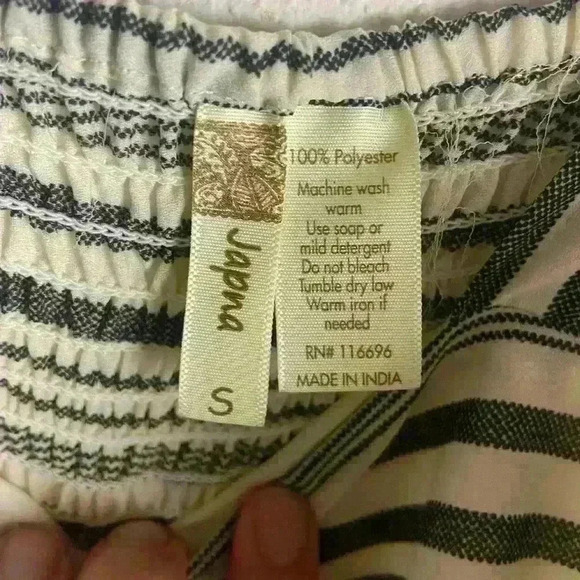 Japna
S
100% Polyester
Machine wash
warm
Use soap or
mild detergent
Do not bleach
Tumble dry low
Warm iron if
needed
RN# 116696
MADE IN INDIA